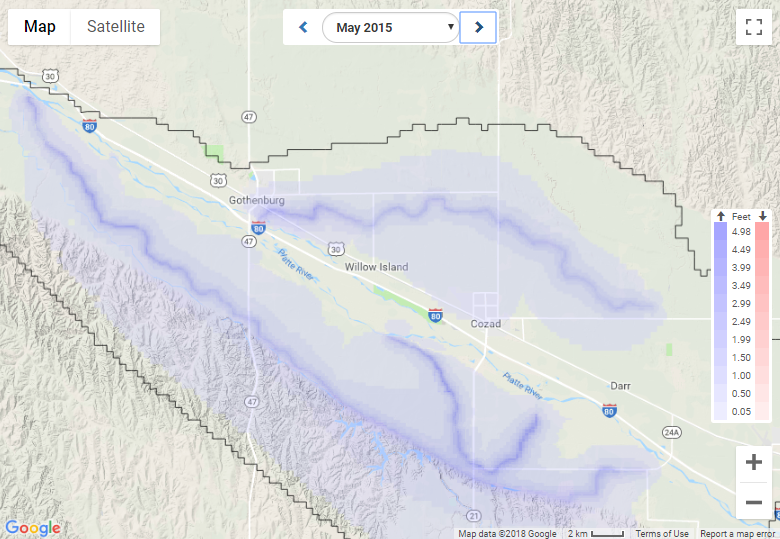 Map Satellite
May 2015
30
47
80
30
Gothenburg
80
47
30
Platte River
Willow Island
80
Cozad
Platte River
Darr
80
47
24A
21
Feet
4.98
4.49
3.99
3.49
2.99
2.49
1.99
1.50
1.00
0.50
0.05
Google
Map data ©2018 Google 2 km Terms of Use Report a map error